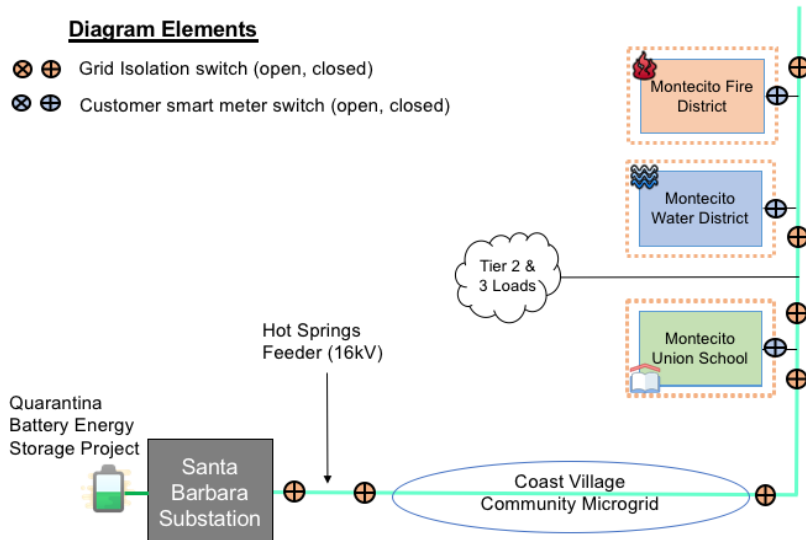 Diagram Elements
Grid Isolation switch (open, closed)
Customer smart meter switch (open, closed)
Montecito Fire
District
Montecito
Water District
Tier 2 &
3 Loads
Montecito
Union School
Hot Springs
Feeder (16kV)
Quarantina
Battery Energy
Storage Project
Santa
Barbara
Substation
Coast Village
Community Microgrid